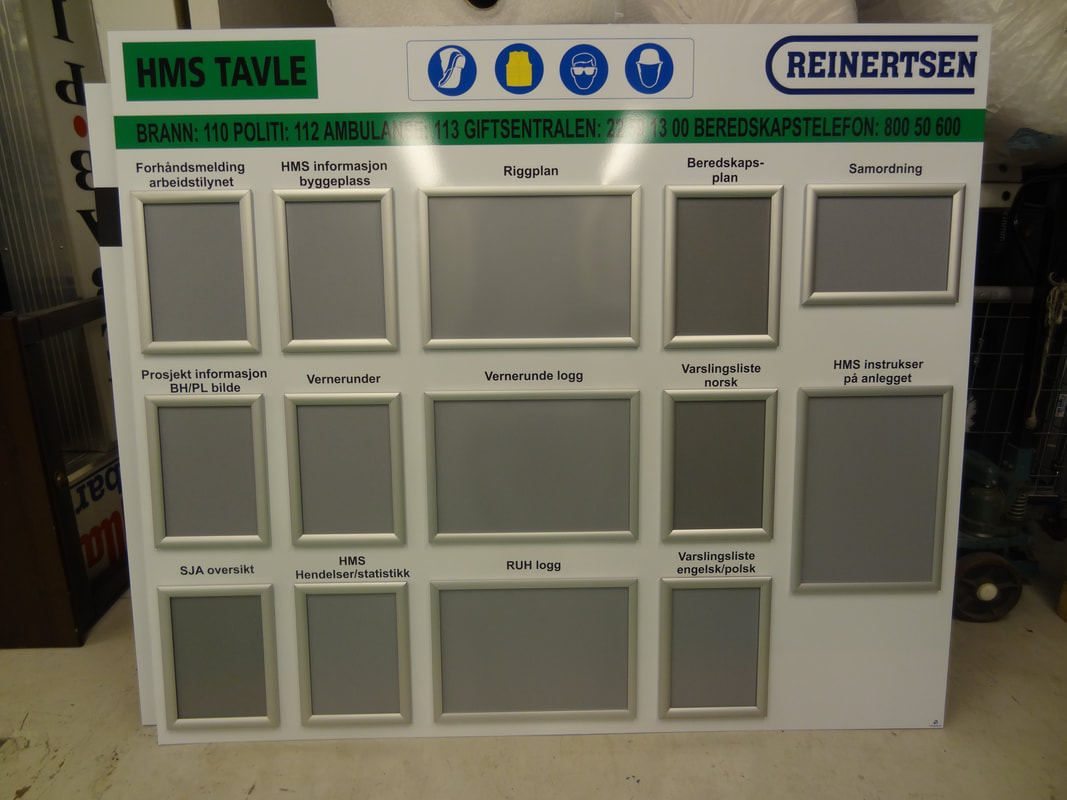 HMS TAVLE
REINERTSEN
BRANN: 110 POLITI: 112 AMBULANSE: 113 GIFTSENTRALEN: 22 13 00 BEREDSKAPSTELEFON: 800 50 600
Forhåndsmelding
arbeidstilynet
HMS informasjon
byggeplass
Riggplan
Beredskaps-
plan
Samordning
Prosjekt informasjon
BH/PL bilde
Vernerunder
Vernerunde logg
Varslingsliste
norsk
HMS instrukser
på anlegget
SJA oversikt
HMS
Hendelser/statistikk
RUH logg
Varslingsliste
engelsk/polsk